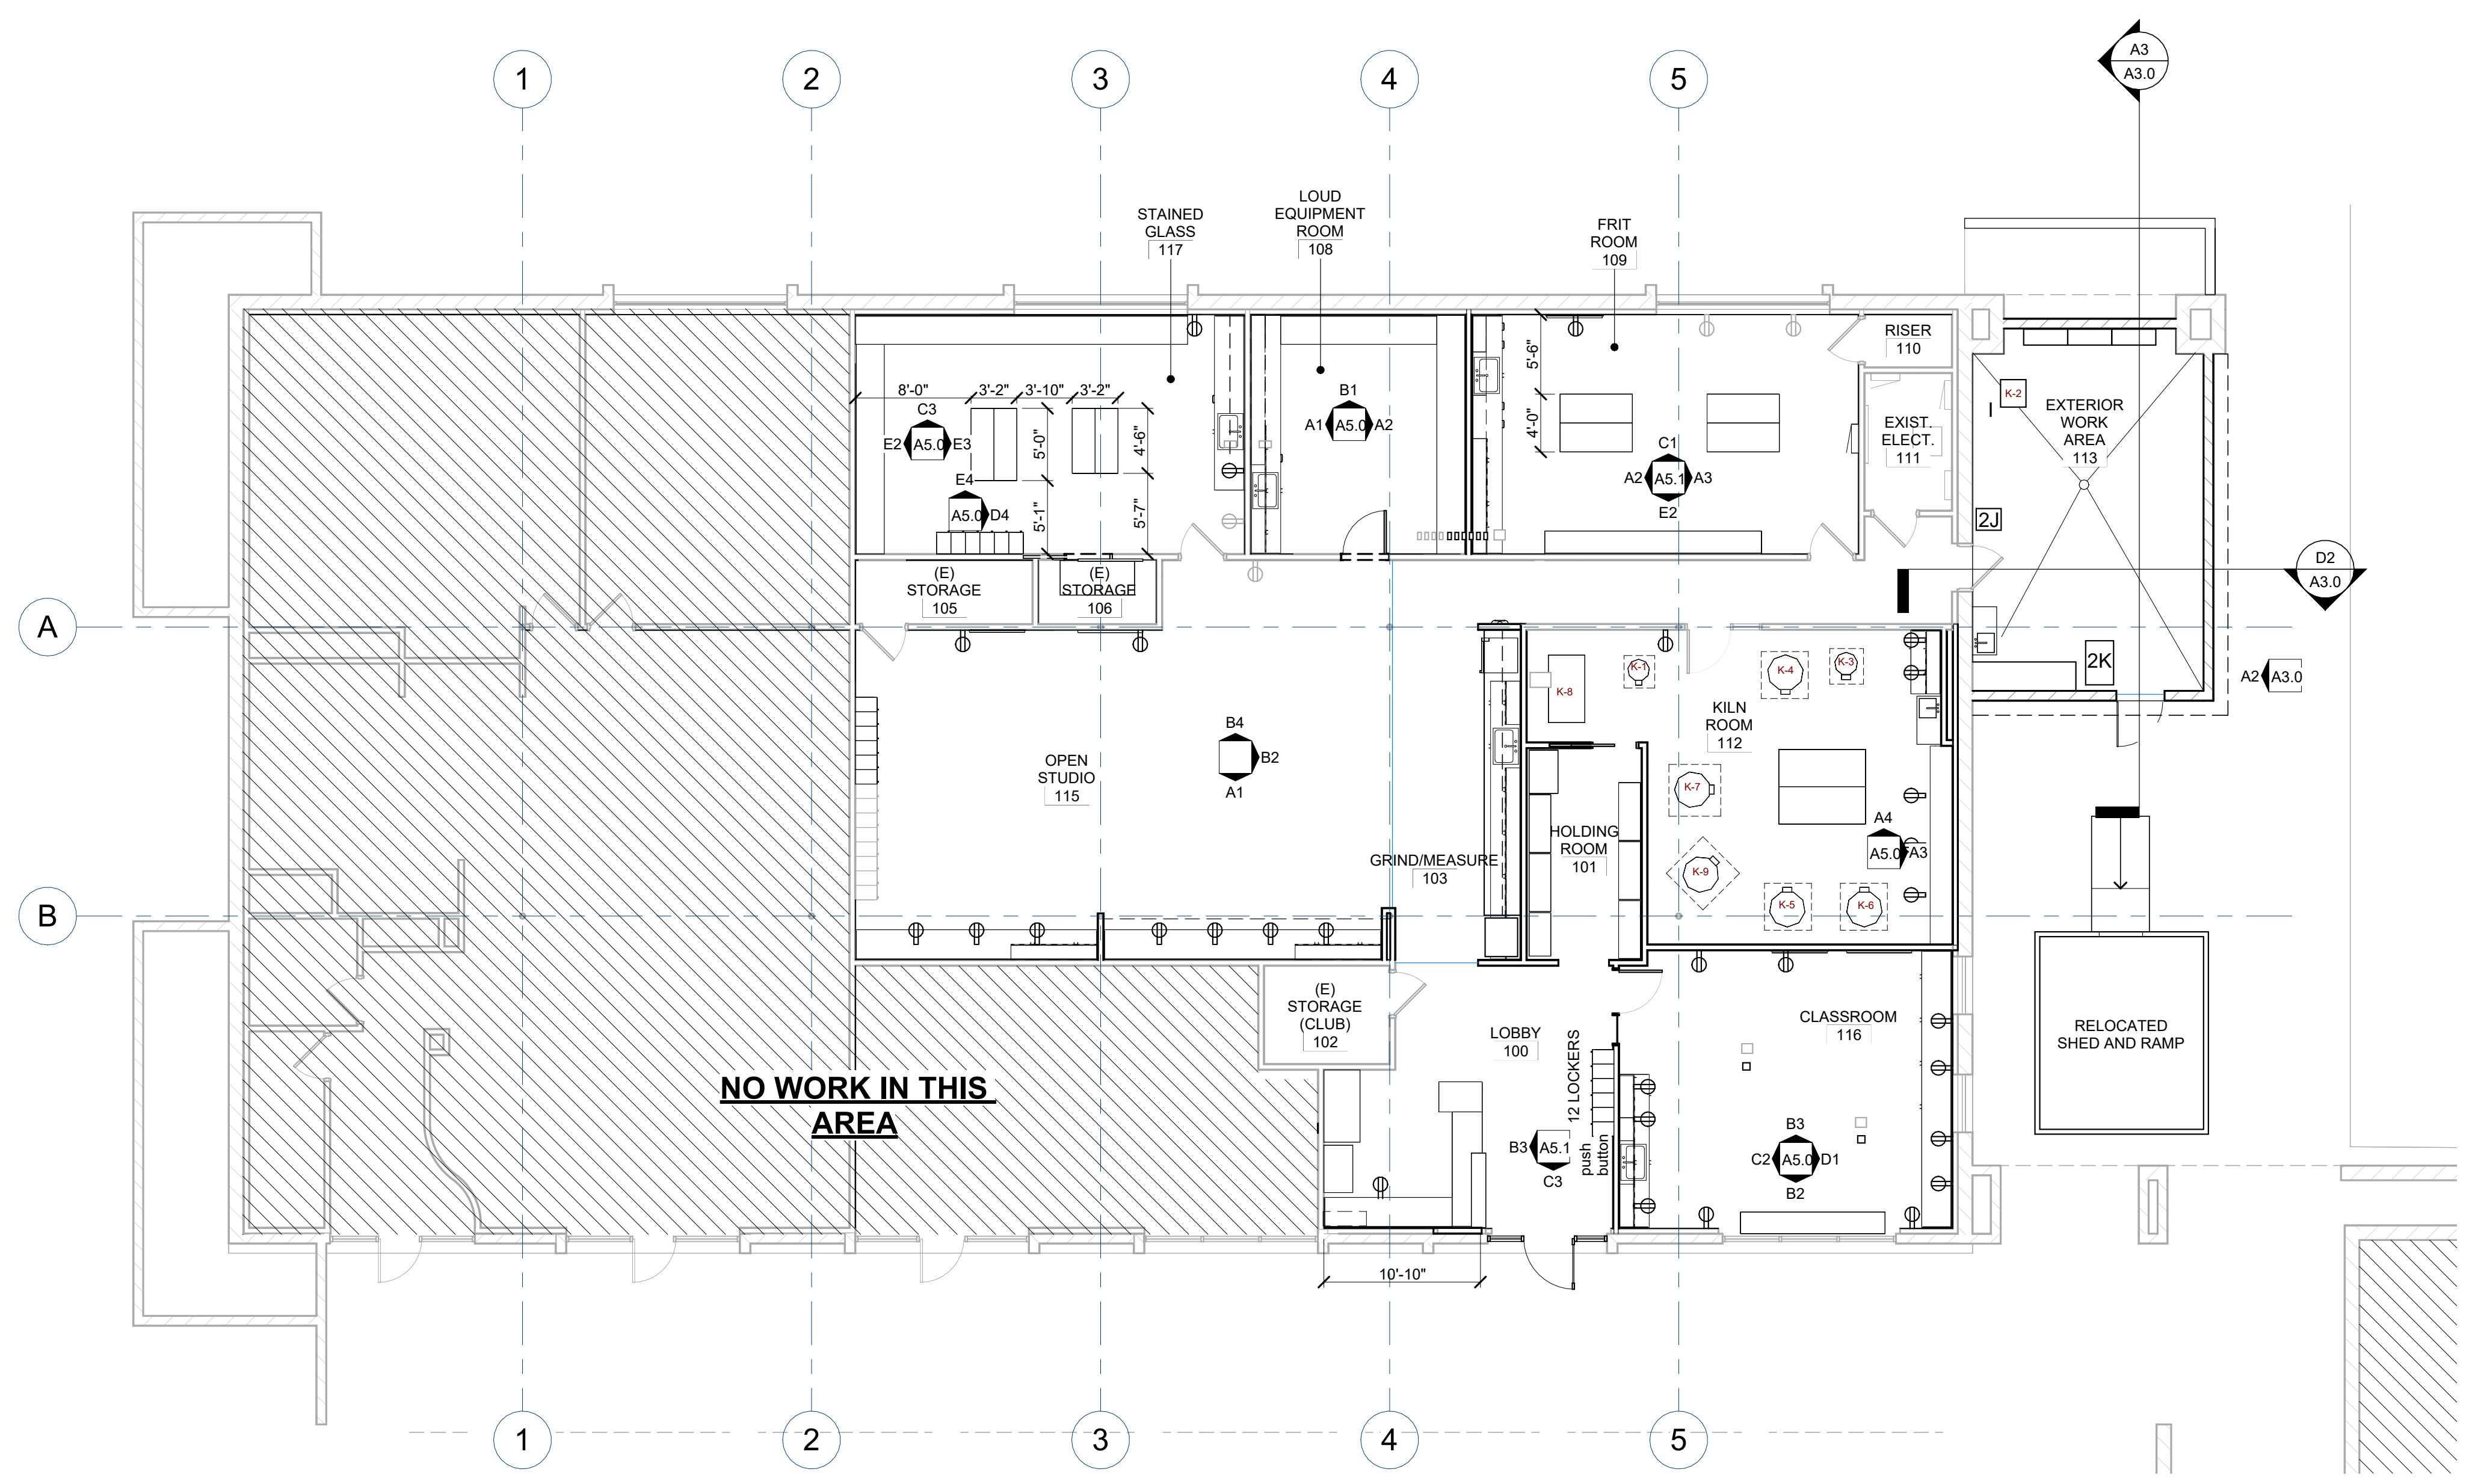 1
2
3
4
5
A3
A3.0
STAINED
GLASS
117
LOUD
EQUIPMENT
ROOM
108
FRIT
ROOM
109
RISER
110
8'-0"
3'-2"
3'-10"
3'-2"
5'-0"
4'-6"
5'-1"
5'-7"
C3
E2
A5.0
E3
E4
A5.0
D4
B1
A1
A5.0
A2
5'-6"
4'-0"
C1
A2
A5.1
A3
E2
EXIST.
ELECT.
111
K-2
EXTERIOR
WORK
AREA
113
2J
2K
D2
A3.0
A2
A3.0
A
(E)
STORAGE
105
(E)
STORAGE
106
K-8
K-1
K-4
K-3
KILN
ROOM
112
K-7
K-9
K-5
K-6
A4
A5.0
A3
OPEN
STUDIO
115
B4
B2
A1
GRIND/MEASURE
103
HOLDING
ROOM
101
B
(E)
STORAGE
(CLUB)
102
LOBBY
100
12 LOCKERS
push
button
B3
A5.1
C3
CLASSROOM
116
B3
C2
A5.0
D1
B2
RELOCATED
SHED AND RAMP
NO WORK IN THIS
AREA
10'-10"
1
2
3
4
5